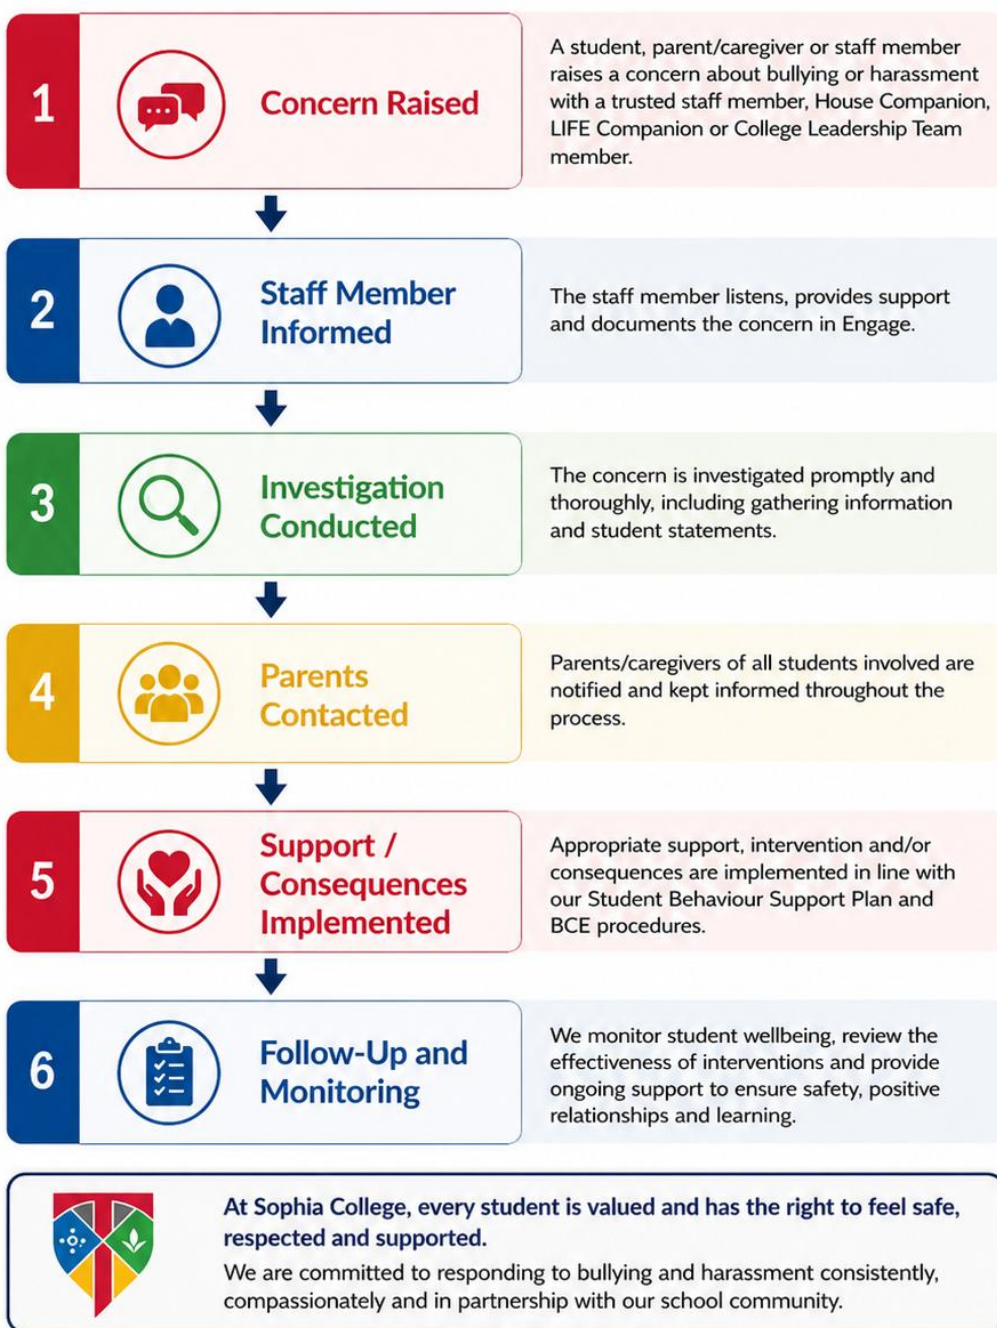 1
Concern Raised
A student, parent/caregiver or staff member
raises a concern about bullying or harassment
with a trusted staff member, House Companion,
LIFE Companion or College Leadership Team
member.
2
Staff Member
Informed
The staff member listens, provides support
and documents the concern in Engage.
3
Investigation
Conducted
The concern is investigated promptly and
thoroughly, including gathering information
and student statements.
4
Parents
Contacted
Parents/caregivers of all students involved are
notified and kept informed throughout the
process.
5
Support /
Consequences
Implemented
Appropriate support, intervention and/or
consequences are implemented in line with
our Student Behaviour Support Plan and
BCE procedures.
6
Follow-Up and
Monitoring
We monitor student wellbeing, review the
effectiveness of interventions and provide
ongoing support to ensure safety, positive
relationships and learning.
At Sophia College, every student is valued and has the right to feel safe,
respected and supported.
We are committed to responding to bullying and harassment consistently,
compassionately and in partnership with our school community.